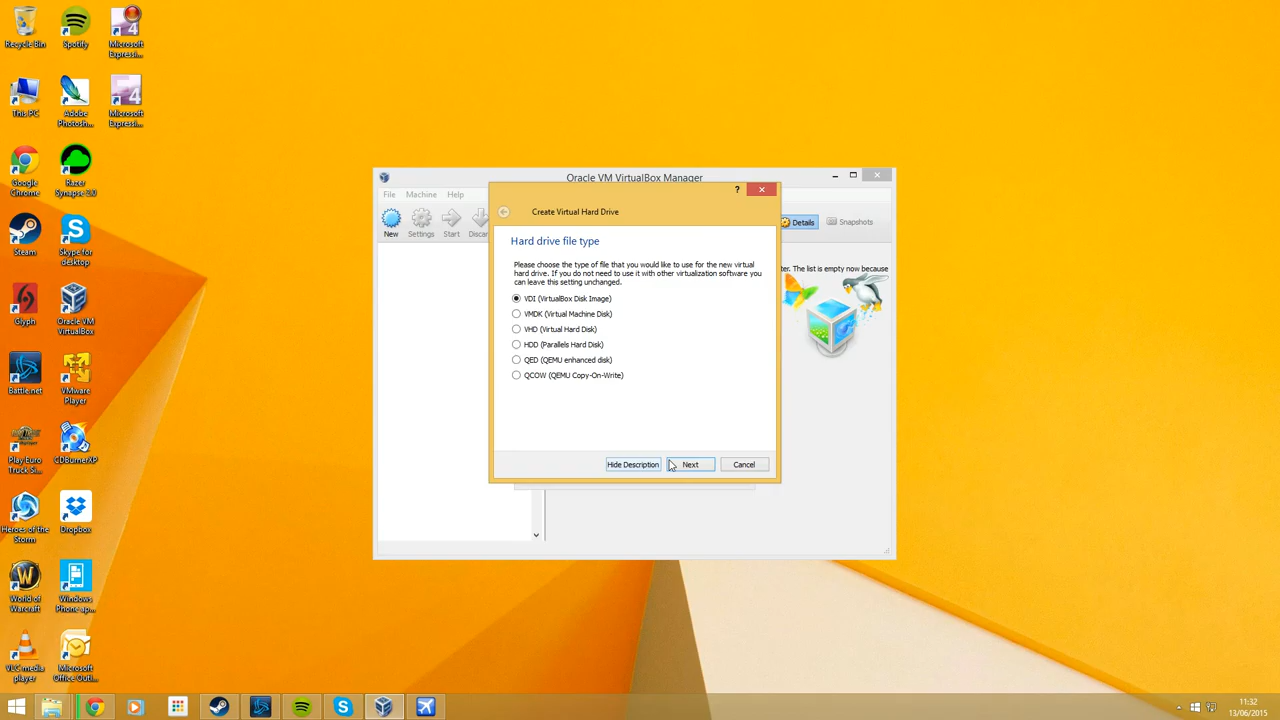 Recycle Bin
Spotify
Microsoft
Expressi...
This PC
Adobe
Photosh...
Microsoft
Expressi...
Google
Chrome
Razer
Synapse 2.0
Steam
Skype for
desktop
Glyph
Oracle VM
VirtualBox
Battle.net
VMware
Player
Play Euro
Truck Si...
CDBurnerXP
Heroes of the
Storm
Dropbox
World of
Warcraft
Windows
Phone ap...
VLC media
player
Microsoft
Office Outl...
Oracle VM VirtualBox Manager
File Machine Help
New Settings Start Discar
Details Snapshots
ter. The list is empty now because
?
Create Virtual Hard Drive
Hard drive file type
Please choose the type of file that you would like to use for the new virtual
hard drive. If you do not need to use it with other virtualization software you
can leave this setting unchanged.
VDI (VirtualBox Disk Image)
VMDK (Virtual Machine Disk)
VHD (Virtual Hard Disk)
HDD (Parallels Hard Disk)
QED (QEMU enhanced disk)
QCOW (QEMU Copy-On-Write)
Hide Description Next Cancel
11:32
13/06/2015